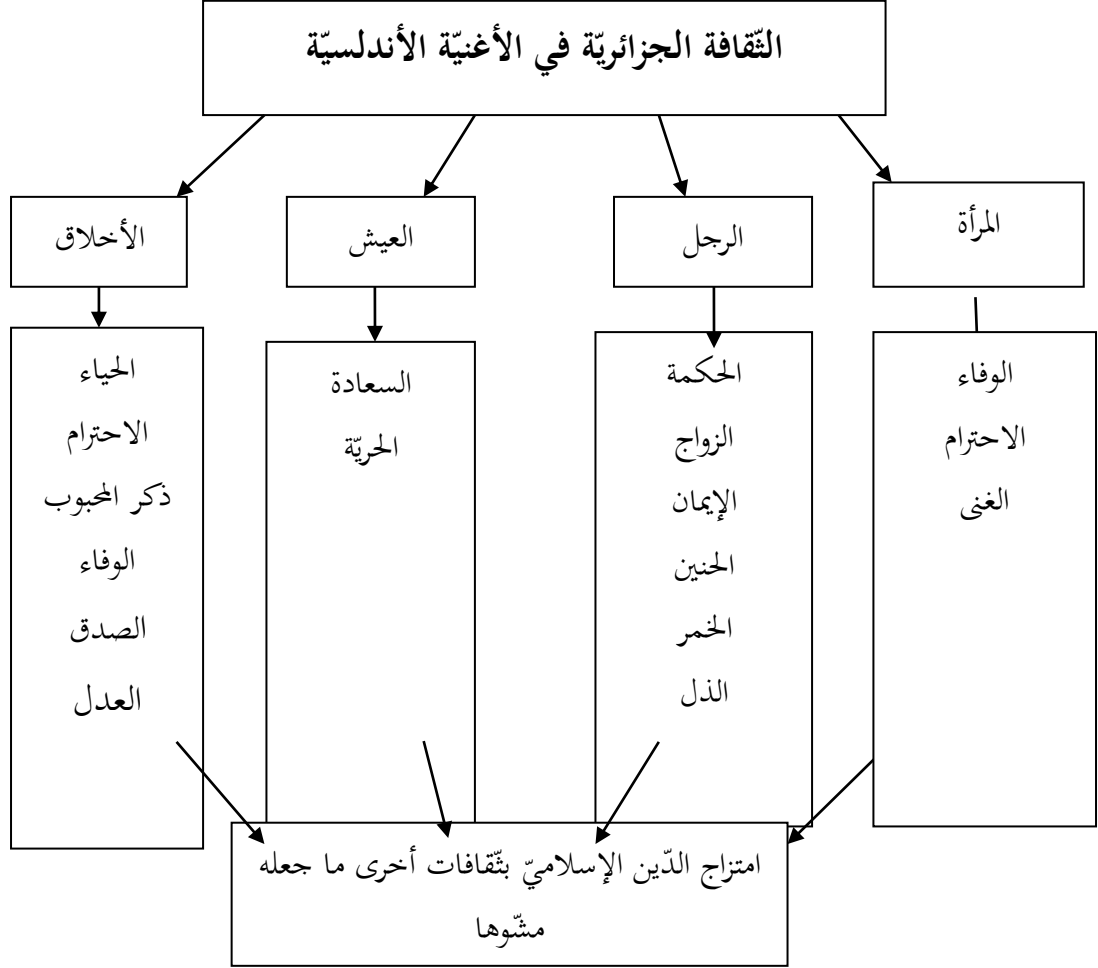 الثّقافة الجزائريّة في الأغنيّة الأندلسيّة
المرأة
الرجل
العيش
الأخلاق
الوفاء
الاحترام
الغنى
الحكمة
الزواج
الإيمان
الحنين
الخمر
الذل
السعادة
الحريّة
الحياء
الاحترام
ذكر المحبوب
الوفاء
الصدق
العدل
امتزاج الدّين الإسلاميّ بثّقافات أخرى ما جعله
مشّوها